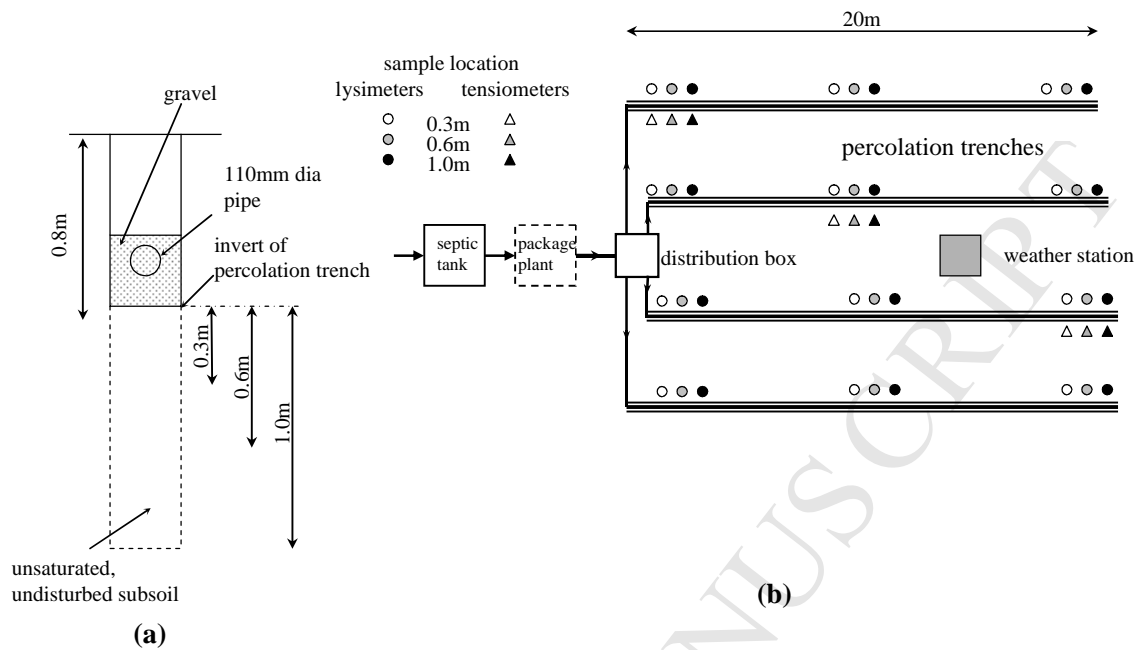 gravel
110mm dia
pipe
invert of
percolation trench
0.8m
0.3m
0.6m
1.0m
unsaturated,
undisturbed subsoil
(a)
sample location
lysimeters tensiometers
0.3m
0.6m
1.0m
20m
percolation trenches
septic
tank
package
plant
distribution box
weather station
(b)
NUSCRIPT